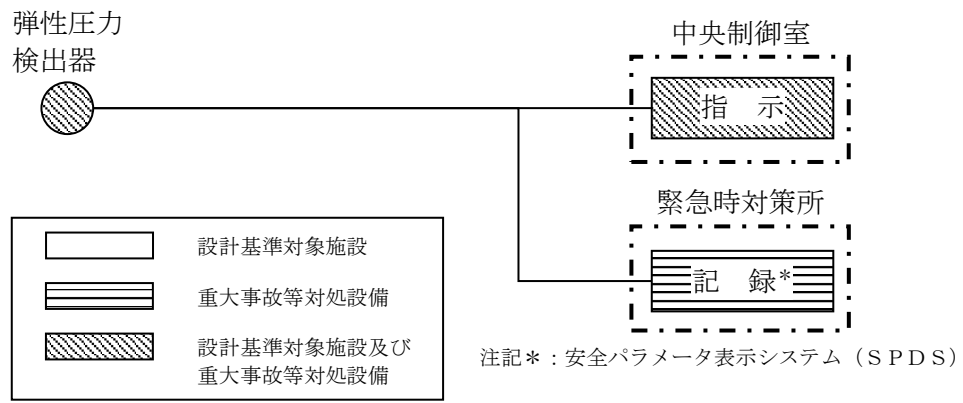 弾性圧力
検出器
中央制御室
指　示
緊急時対策所
記　録*
設計基準対象施設
重大事故等対処設備
設計基準対象施設及び
重大事故等対処設備
注記＊：安全パラメータ表示システム（ＳＰＤＳ）